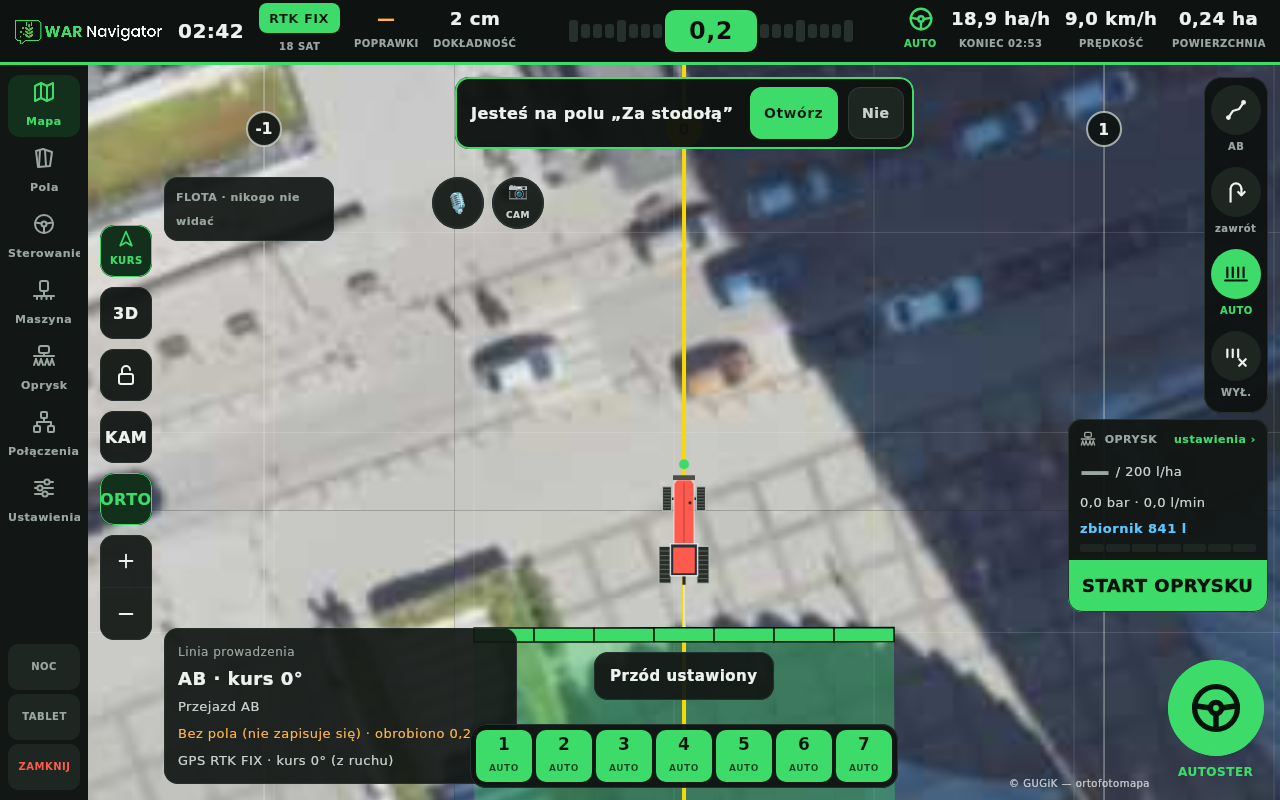 WAR Navigator
02:42
RTK FIX
18 SAT
—
POPRAWKI
2 cm
DOKŁADNOŚĆ
0,2
AUTO
18,9 ha/h
KONIEC 02:53
9,0 km/h
PRĘDKOŚĆ
0,24 ha
POWIERZCHNIA
Mapa
Pola
Sterowanie
Maszyna
Oprysk
Połączenia
Ustawienia
NOC
TABLET
ZAMKNIJ
-1
Jesteś na polu „Za stodołą”
Otwórz
Nie
1
FLOTA · nikogo nie
widać
CAM
KURS
3D
KAM
ORTO
+
−
AB
zawrót
AUTO
WYŁ.
OPRYSK
ustawienia ›
— / 200 l/ha
0,0 bar · 0,0 l/min
zbiornik 841 l
START OPRYSKU
Linia prowadzenia
AB · kurs 0°
Przejazd AB
Bez pola (nie zapisuje się) · obrobiono 0,2
GPS RTK FIX · kurs 0° (z ruchu)
Przód ustawiony
1 2 3 4 5 6 7
AUTO AUTO AUTO AUTO AUTO AUTO AUTO
AUTOSTER
© GUGiK — ortofotomapa